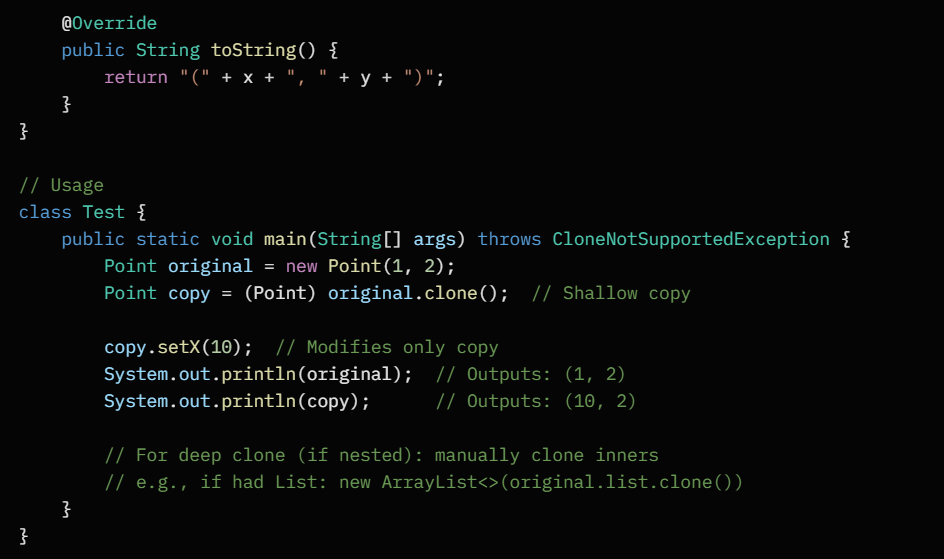 @Override
    public String toString() {
        return "(" + x + ", " + y + ")";
    }
}

// Usage
class Test {
    public static void main(String[] args) throws CloneNotSupportedException {
        Point original = new Point(1, 2);
        Point copy = (Point) original.clone();  // Shallow copy

        copy.setX(10);  // Modifies only copy
        System.out.println(original);  // Outputs: (1, 2)
        System.out.println(copy);      // Outputs: (10, 2)

        // For deep clone (if nested): manually clone inners
        // e.g., if had List: new ArrayList<>(original.list.clone())
    }
}